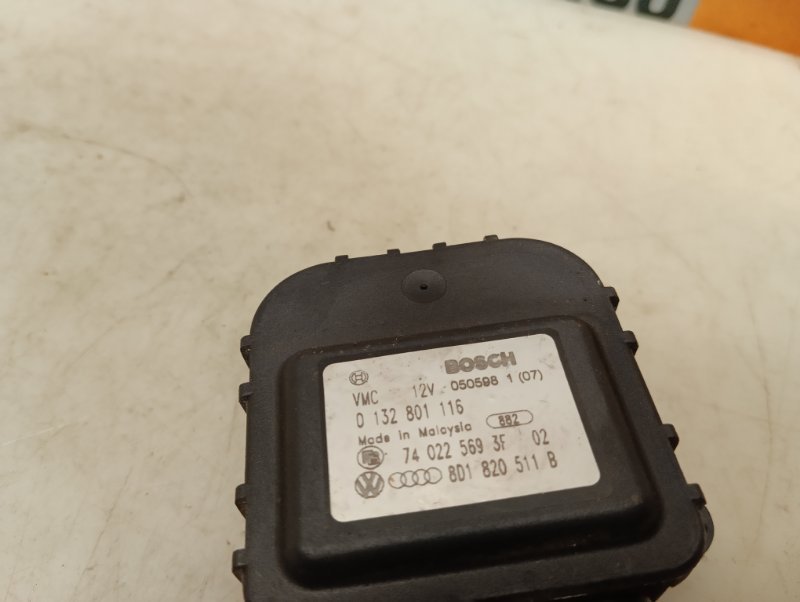 BOSCH
VMC 12V 050598 1 (07)
0 132 801 116
Made in Malaysia 882
74 022 569 3F 02
8D1 820 511 B